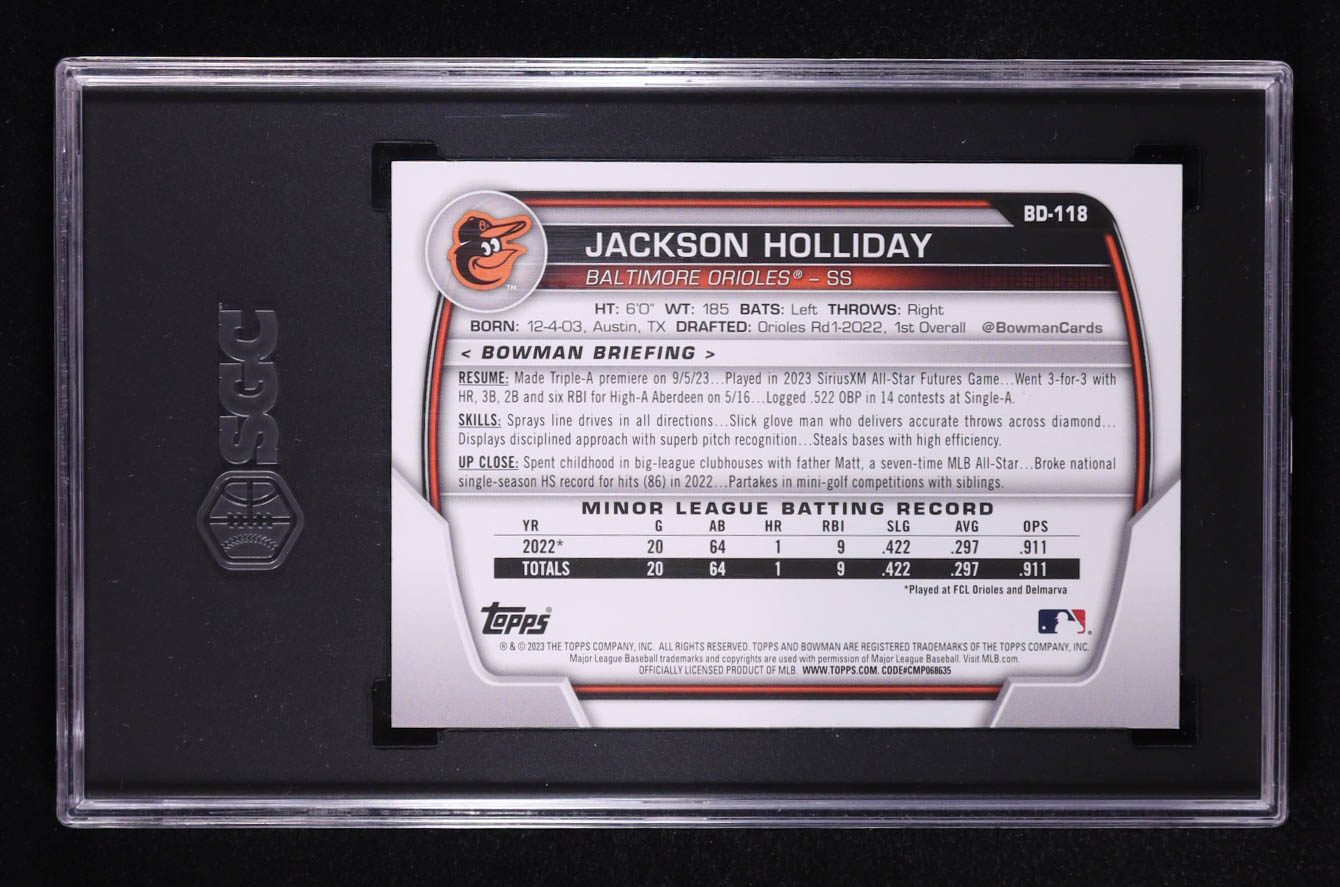 SGC
BD-118
JACKSON HOLLIDAY
BALTIMORE ORIOLES® – SS
TM
HT: 6'0" WT: 185 BATS: Left THROWS: Right
BORN: 12-4-03, Austin, TX DRAFTED: Orioles Rd1-2022, 1st Overall @BowmanCards
< BOWMAN BRIEFING >
RESUME: Made Triple-A premiere on 9/5/23...Played in 2023 SiriusXM All-Star Futures Game...Went 3-for-3 with
HR, 3B, 2B and six RBI for High-A Aberdeen on 5/16...Logged .522 OBP in 14 contests at Single-A.
SKILLS: Sprays line drives in all directions...Slick glove man who delivers accurate throws across diamond...
Displays disciplined approach with superb pitch recognition...Steals bases with high efficiency.
UP CLOSE: Spent childhood in big-league clubhouses with father Matt, a seven-time MLB All-Star...Broke national
single-season HS record for hits (86) in 2022...Partakes in mini-golf competitions with siblings.
MINOR LEAGUE BATTING RECORD
YR G AB HR RBI SLG AVG OPS
2022* 20 64 1 9 .422 .297 .911
TOTALS 20 64 1 9 .422 .297 .911
*Played at FCL Orioles and Delmarva
Topps®
® & © 2023 THE TOPPS COMPANY, INC. ALL RIGHTS RESERVED. TOPPS AND BOWMAN ARE REGISTERED TRADEMARKS OF THE TOPPS COMPANY, INC.
Major League Baseball trademarks and copyrights are used with permission of Major League Baseball. Visit MLB.com.
OFFICIALLY LICENSED PRODUCT OF MLB. WWW.TOPPS.COM. CODE#CMP068635